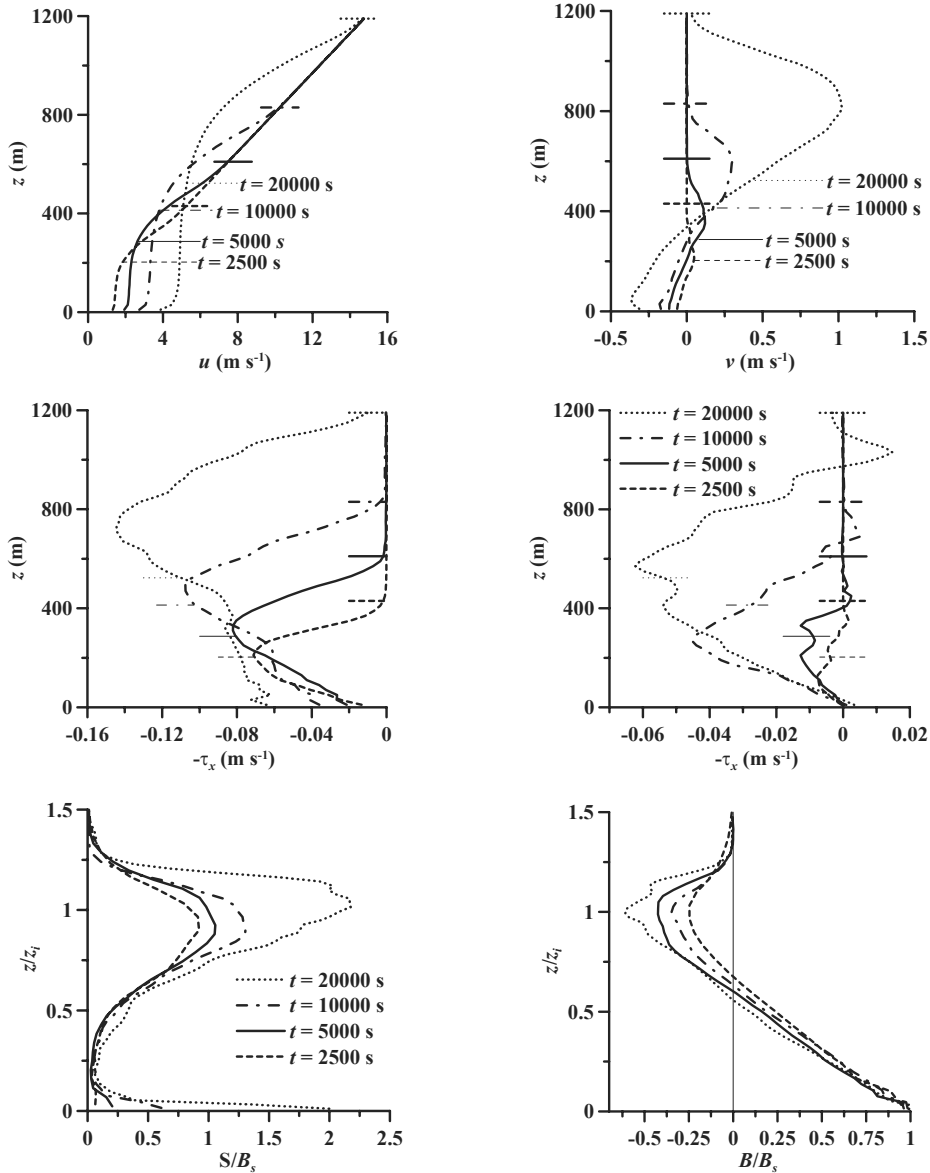 1200
800
400
0
z (m)
t = 20000 s
t = 10000 s
t = 5000 s
t = 2500 s
0 4 8 12 16
u (m s-1)
1200
800
400
0
z (m)
t = 20000 s
t = 10000 s
t = 5000 s
t = 2500 s
-0.5 0 0.5 1 1.5
v (m s-1)
1200
800
400
0
z (m)
-0.16 -0.12 -0.08 -0.04 0
-τx (m s-1)
1200
800
400
0
z (m)
t = 20000 s
t = 10000 s
t = 5000 s
t = 2500 s
-0.06 -0.04 -0.02 0 0.02
-τx (m s-1)
1.5
1
0.5
0
z/zi
t = 20000 s
t = 10000 s
t = 5000 s
t = 2500 s
0 0.5 1 1.5 2 2.5
S/Bs
1.5
1
0.5
0
z/zi
-0.5 -0.25 0 0.25 0.5 0.75 1
B/Bs